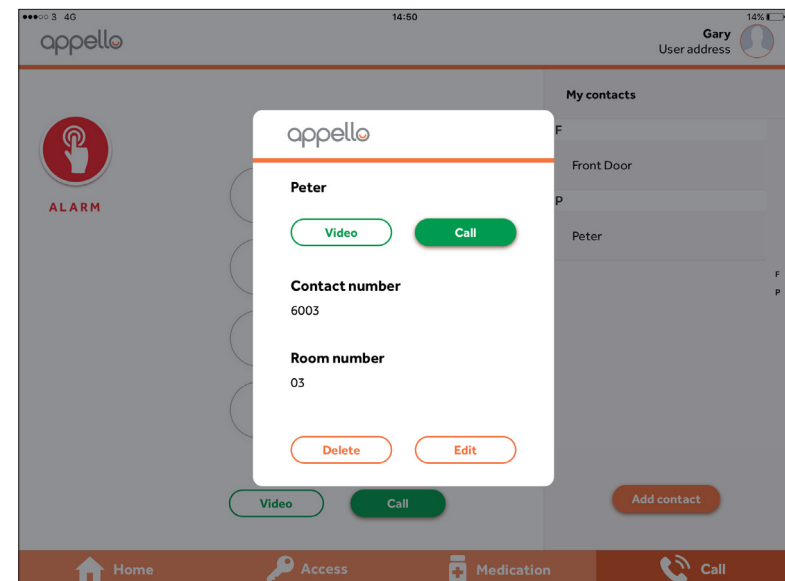 3 4G
14:50
14%
appello
Gary
User address
My contacts
F
Front Door
P
Peter
F
P
ALARM
appello
Peter
Video Call
Contact number
6003
Room number
03
Delete Edit
Video Call
Add contact
Home Access Medication Call